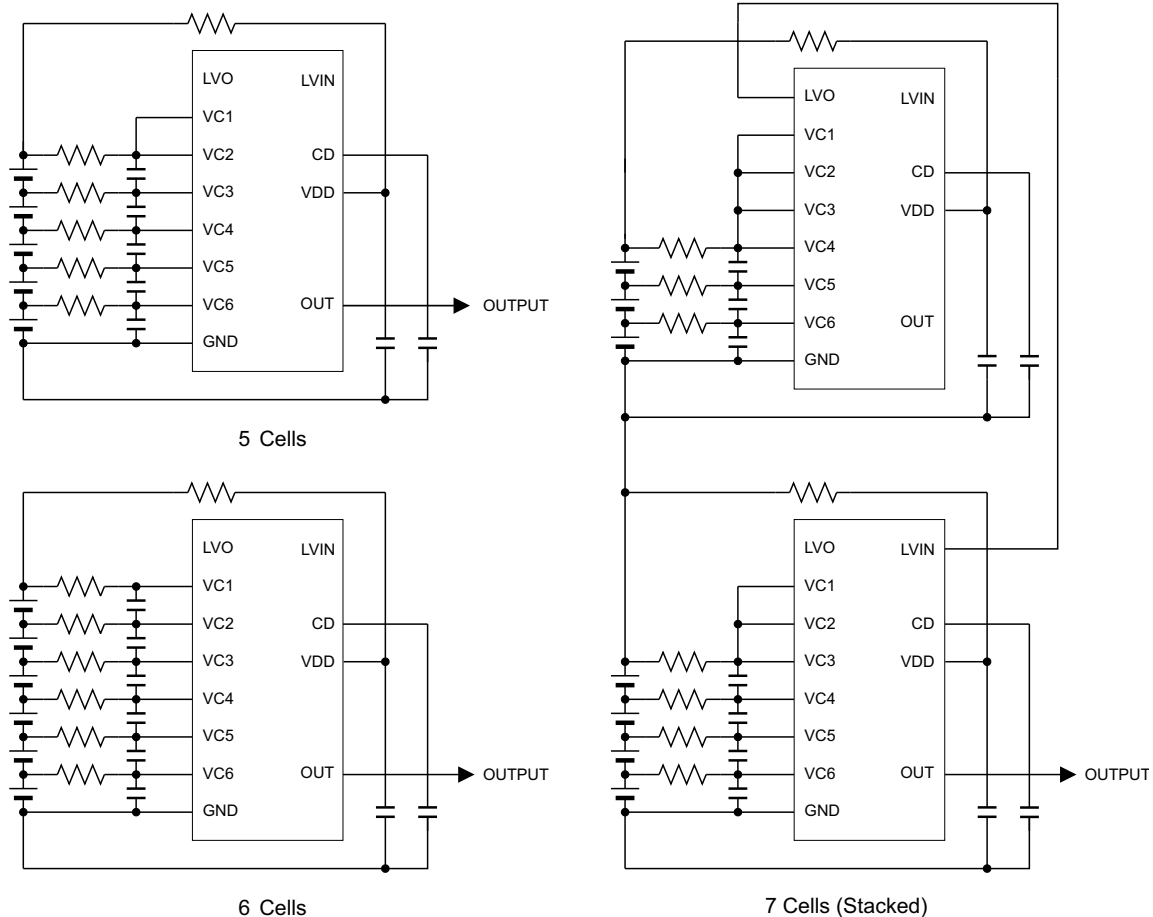 LVO LVIN
VC1
VC2 CD
VC3 VDD
VC4
VC5
VC6 OUT OUTPUT
GND
5 Cells
LVO LVIN
VC1
VC2 CD
VC3 VDD
VC4
VC5
VC6 OUT OUTPUT
GND
6 Cells
LVO LVIN
VC1
VC2 CD
VC3 VDD
VC4
VC5
VC6 OUT
GND
LVO LVIN
VC1
VC2 CD
VC3 VDD
VC4
VC5
VC6 OUT OUTPUT
GND
7 Cells (Stacked)